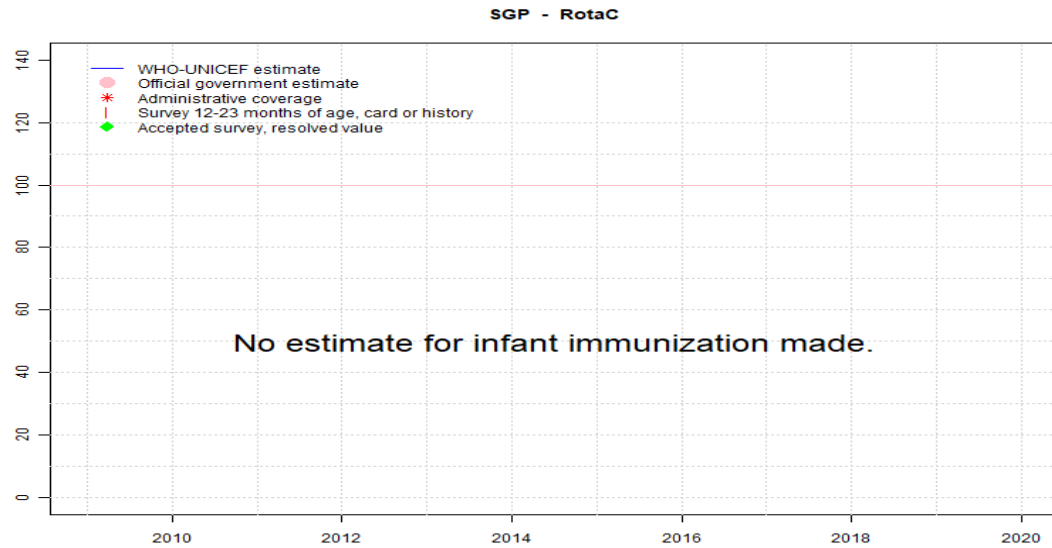 SGP - RotaC
WHO-UNICEF estimate
Official government estimate
Administrative coverage
Survey 12-23 months of age, card or history
Accepted survey, resolved value
140
120
100
80
60
40
20
0
No estimate for infant immunization made.
2010 2012 2014 2016 2018 2020